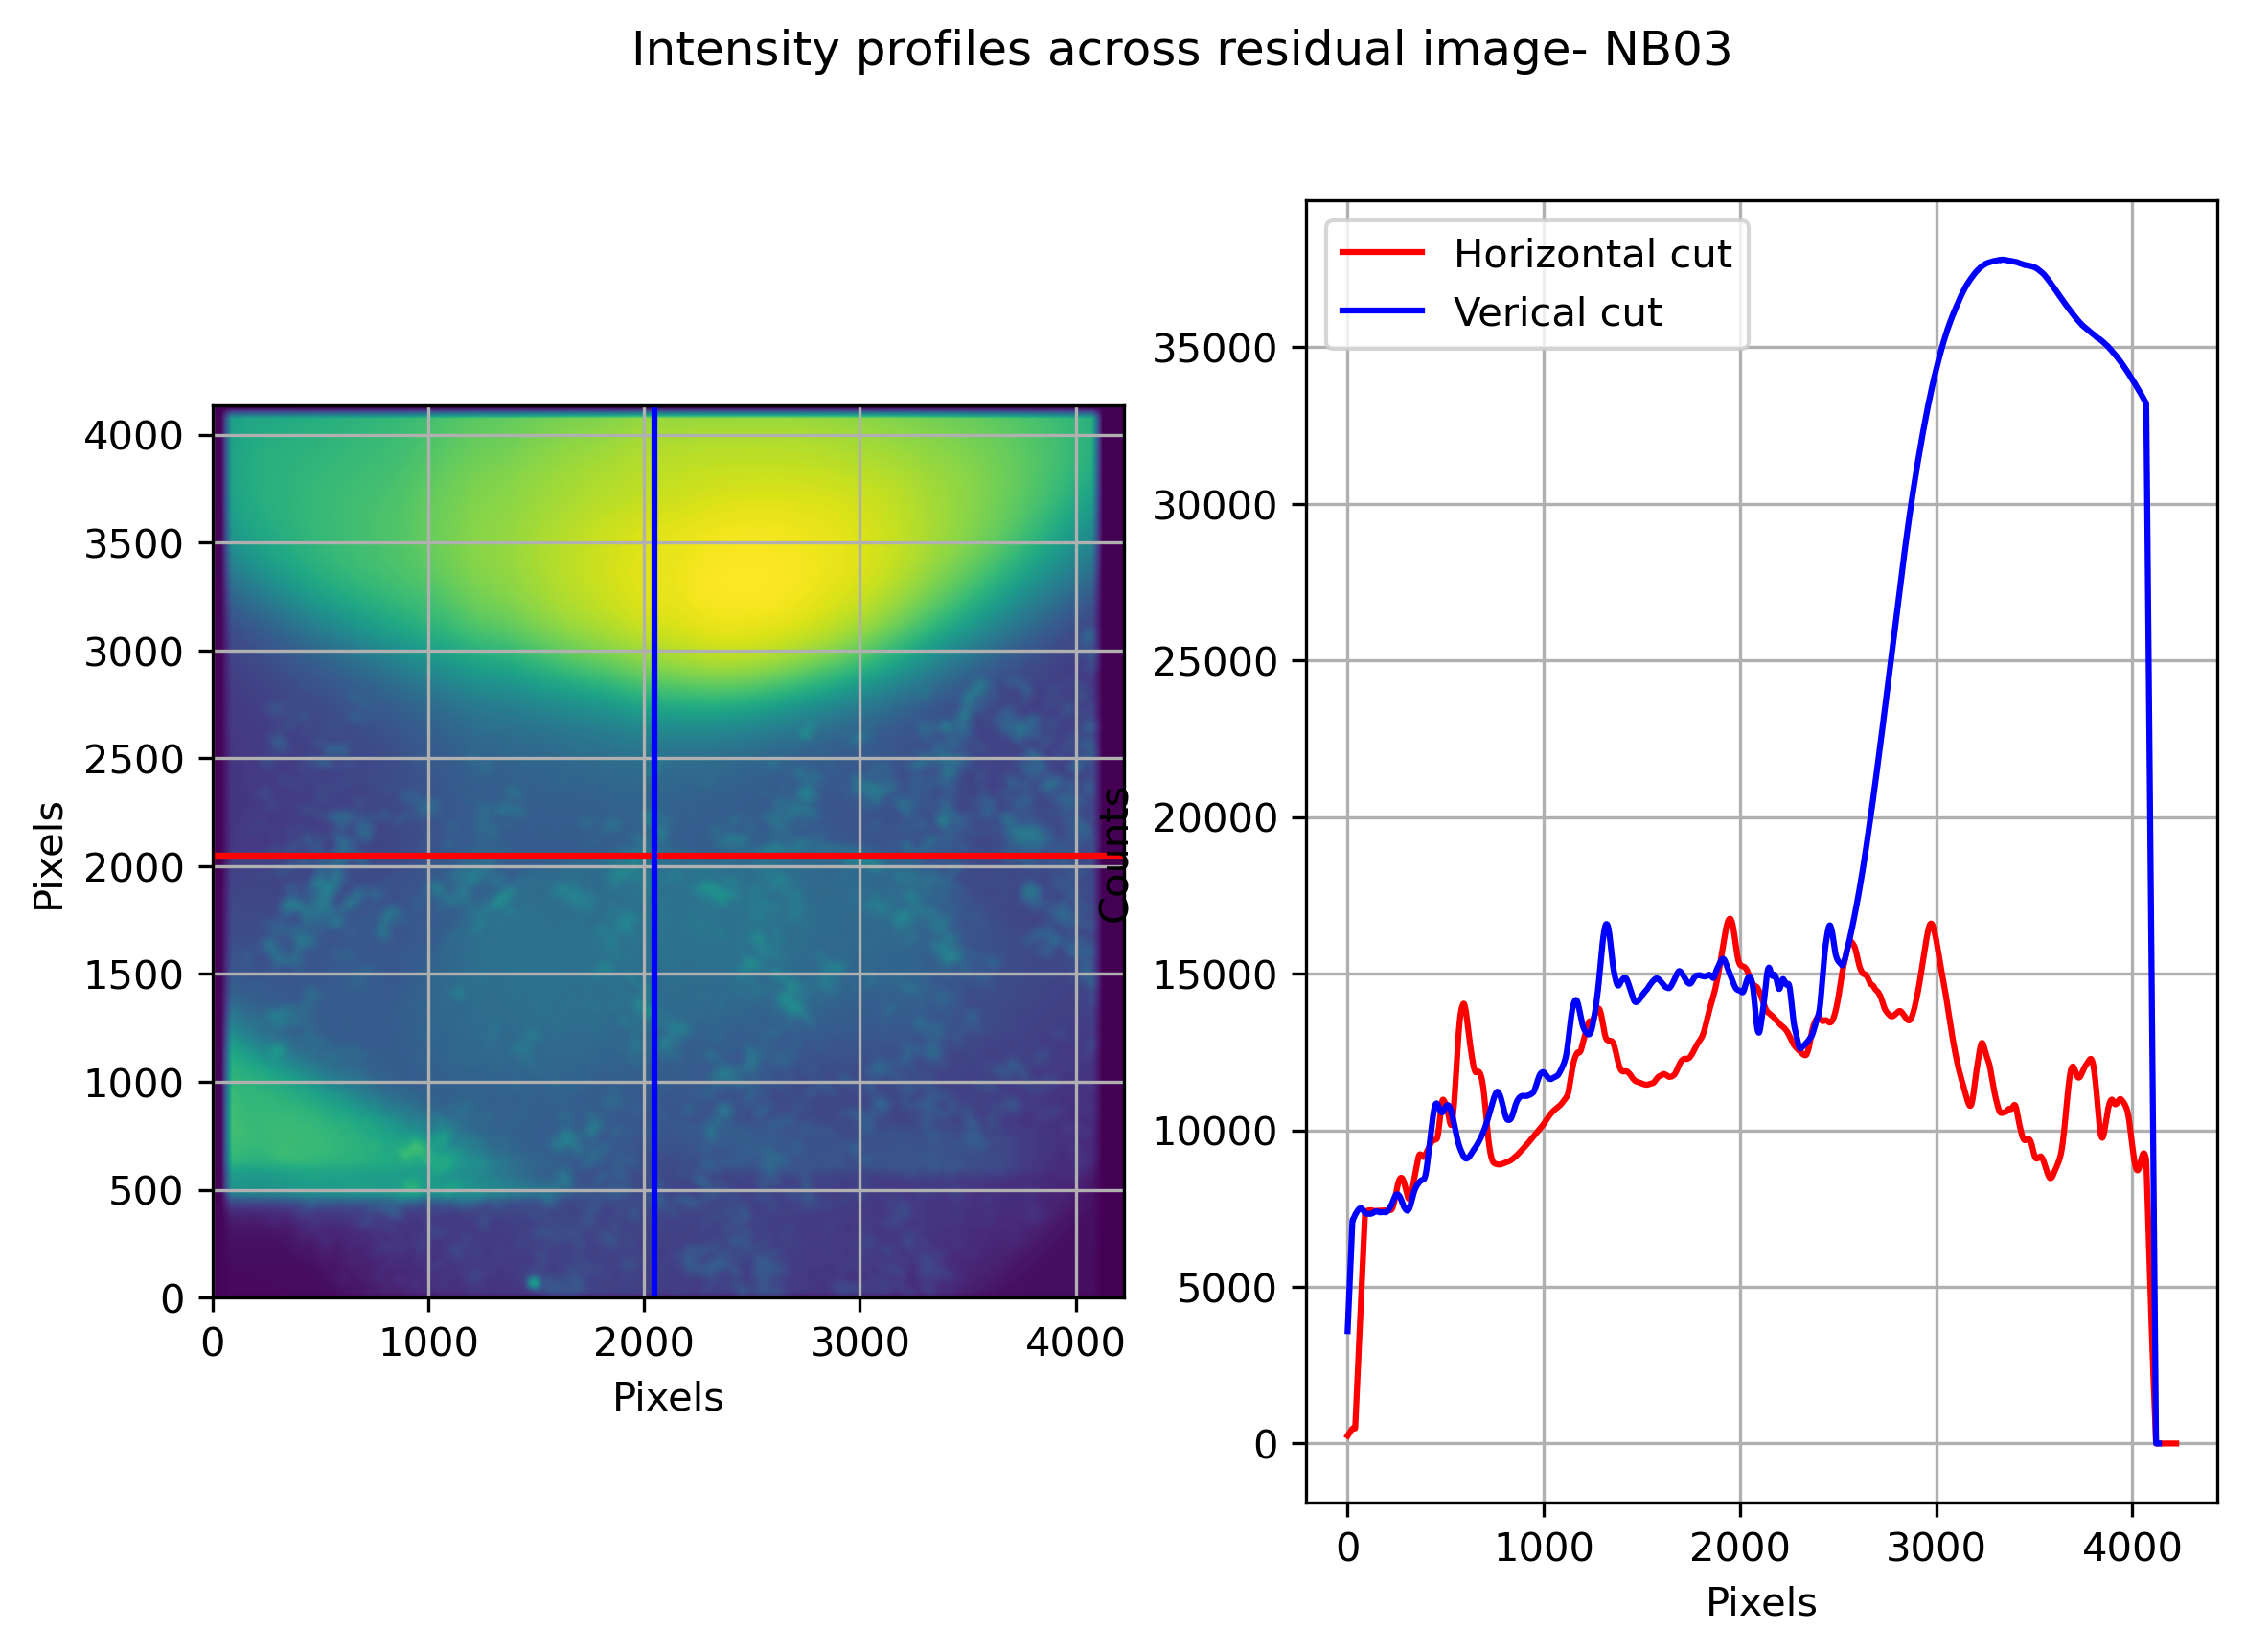 Intensity profiles across residual image- NB03
4000
3500
3000
2500
2000
1500
1000
500
0
Pixels
0 1000 2000 3000 4000
Pixels
Horizontal cut
Verical cut
35000
30000
25000
20000
15000
10000
5000
0
Counts
0 1000 2000 3000 4000
Pixels